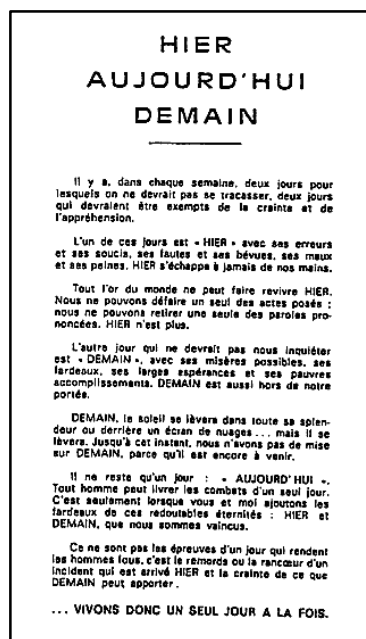 HIER
AUJOURD'HUI
DEMAIN
Il y a, dans chaque semaine, deux jours pour
lesquels on ne devrait pas se tracasser, deux jours
qui devraient être exempts de la crainte et de
l'appréhension.
L'un de ces jours est « HIER » avec ses erreurs
et ses soucis, ses fautes et ses bévues, ses maux
et ses peines. HIER s'échappe à jamais de nos mains.
Tout l'or du monde ne peut faire revivre HIER.
Nous ne pouvons défaire un seul des actes posés ;
nous ne pouvons retirer une seule des paroles pro-
noncées. HIER n'est plus.
L'autre jour qui ne devrait pas nous inquiéter
est « DEMAIN », avec ses misères possibles, ses
fardeaux, ses larges espérances et ses pauvres
accomplissements. DEMAIN est aussi hors de notre
portée.
DEMAIN, le soleil se lèvera dans toute sa splen-
deur ou derrière un écran de nuages... mais il se
lèvera. Jusqu'à cet instant, nous n'avons pas de mise
sur DEMAIN, parce qu'il est encore à venir.
Il ne reste qu'un jour : « AUJOURD'HUI ».
Tout homme peut livrer les combats d'un seul jour.
C'est seulement lorsque vous et moi ajoutons les
fardeaux de ces redoutables éternités : HIER et
DEMAIN, que nous sommes vaincus.
Ce ne sont pas les épreuves d'un jour qui rendent
les hommes fous, c'est le remords ou la rancœur d'un
incident qui est arrivé HIER et la crainte de ce que
DEMAIN peut apporter.
... VIVONS DONC UN SEUL JOUR A LA FOIS.